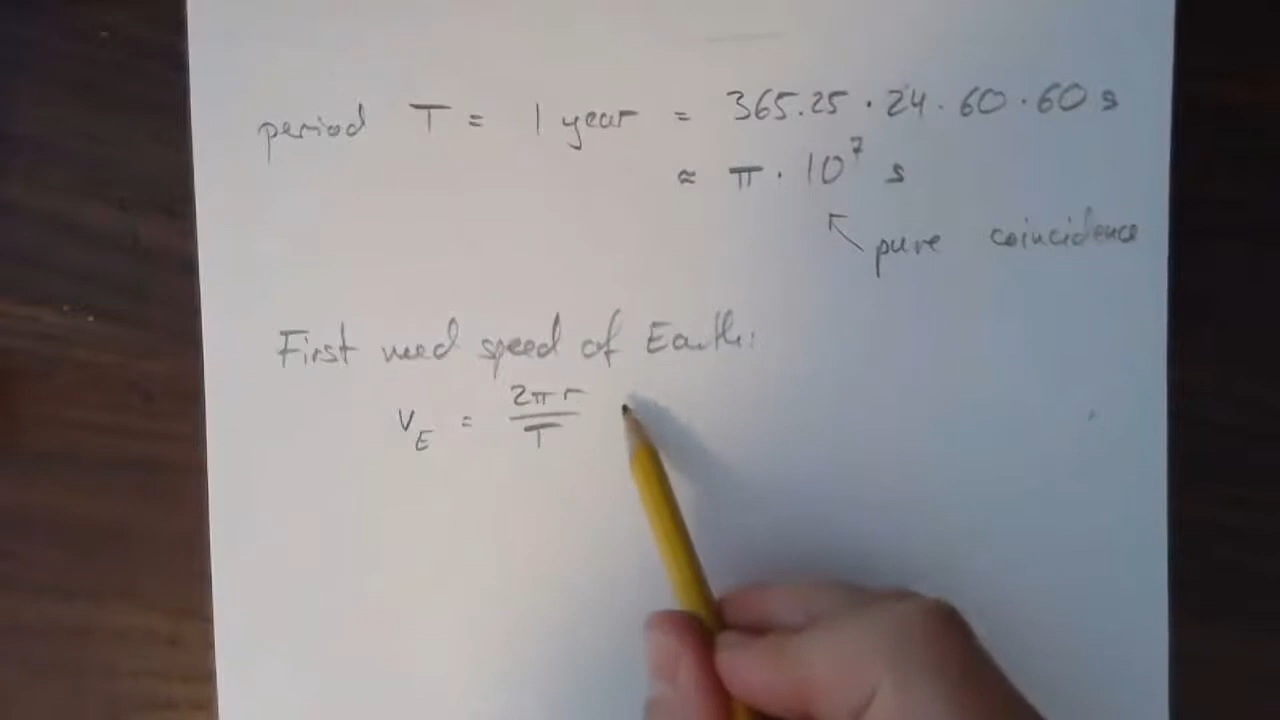 period T = 1 year = 365.25 · 24 · 60 · 60 s
≈ π · 10⁷ s
pure coincidence
First need speed of Earth:
v_E = 2πr / T